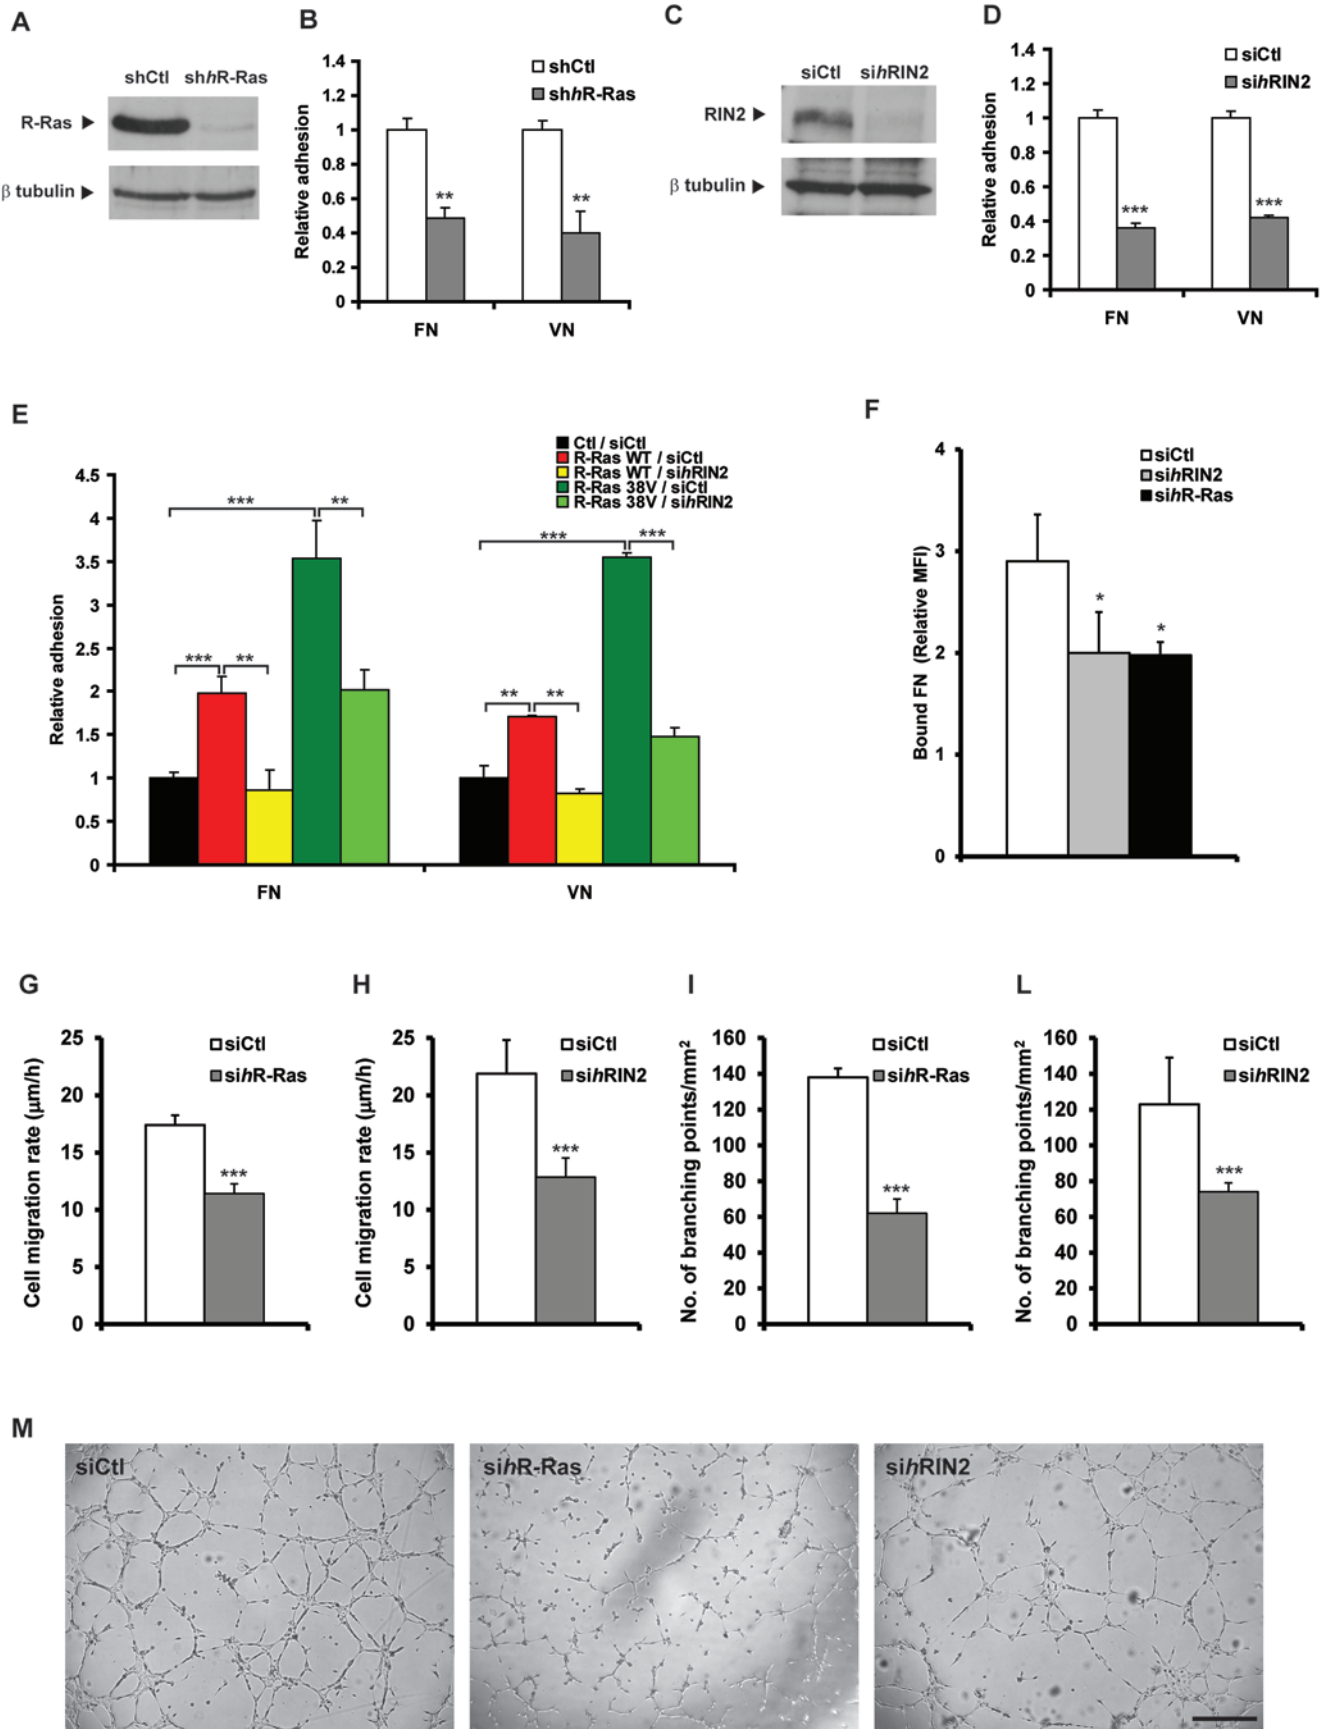 A
shCtl shhR-Ras
R-Ras
β tubulin
B
1.4
1.2
1
0.8
0.6
0.4
0.2
0
Relative adhesion
shCtl
shhR-Ras
**
**
FN VN
C
siCtl sihRIN2
RIN2
β tubulin
D
1.4
1.2
1
0.8
0.6
0.4
0.2
0
Relative adhesion
siCtl
sihRIN2
***
***
FN VN
E
Ctl / siCtl
R-Ras WT / siCtl
R-Ras WT / sihRIN2
R-Ras 38V / siCtl
R-Ras 38V / sihRIN2
4.5
4
3.5
3
2.5
2
1.5
1
0.5
0
Relative adhesion
*** **
*** **
*** ***
** **
FN VN
F
4
3
2
1
0
Bound FN (Relative MFI)
siCtl
sihRIN2
sihR-Ras
*
*
G
25
20
15
10
5
0
Cell migration rate (μm/h)
siCtl
sihR-Ras
***
H
25
20
15
10
5
0
Cell migration rate (μm/h)
siCtl
sihRIN2
***
I
160
140
120
100
80
60
40
20
0
No. of branching points/mm²
siCtl
sihR-Ras
***
L
160
140
120
100
80
60
40
20
0
No. of branching points/mm²
siCtl
sihRIN2
***
M
siCtl
sihR-Ras
sihRIN2